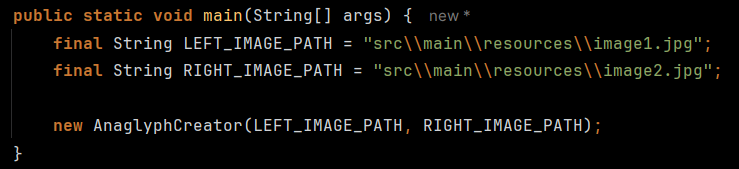 public static void main(String[] args) { new *
final String LEFT_IMAGE_PATH = "src\\main\\resources\\image1.jpg";
final String RIGHT_IMAGE_PATH = "src\\main\\resources\\image2.jpg";
new AnaglyphCreator(LEFT_IMAGE_PATH, RIGHT_IMAGE_PATH);
}